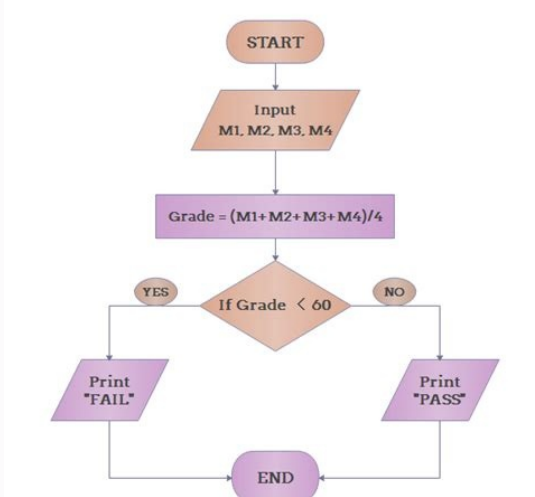 START
Input
M1, M2, M3, M4
Grade = (M1+M2+M3+M4)/4
YES
If Grade < 60
NO
Print
"FAIL"
Print
"PASS"
END